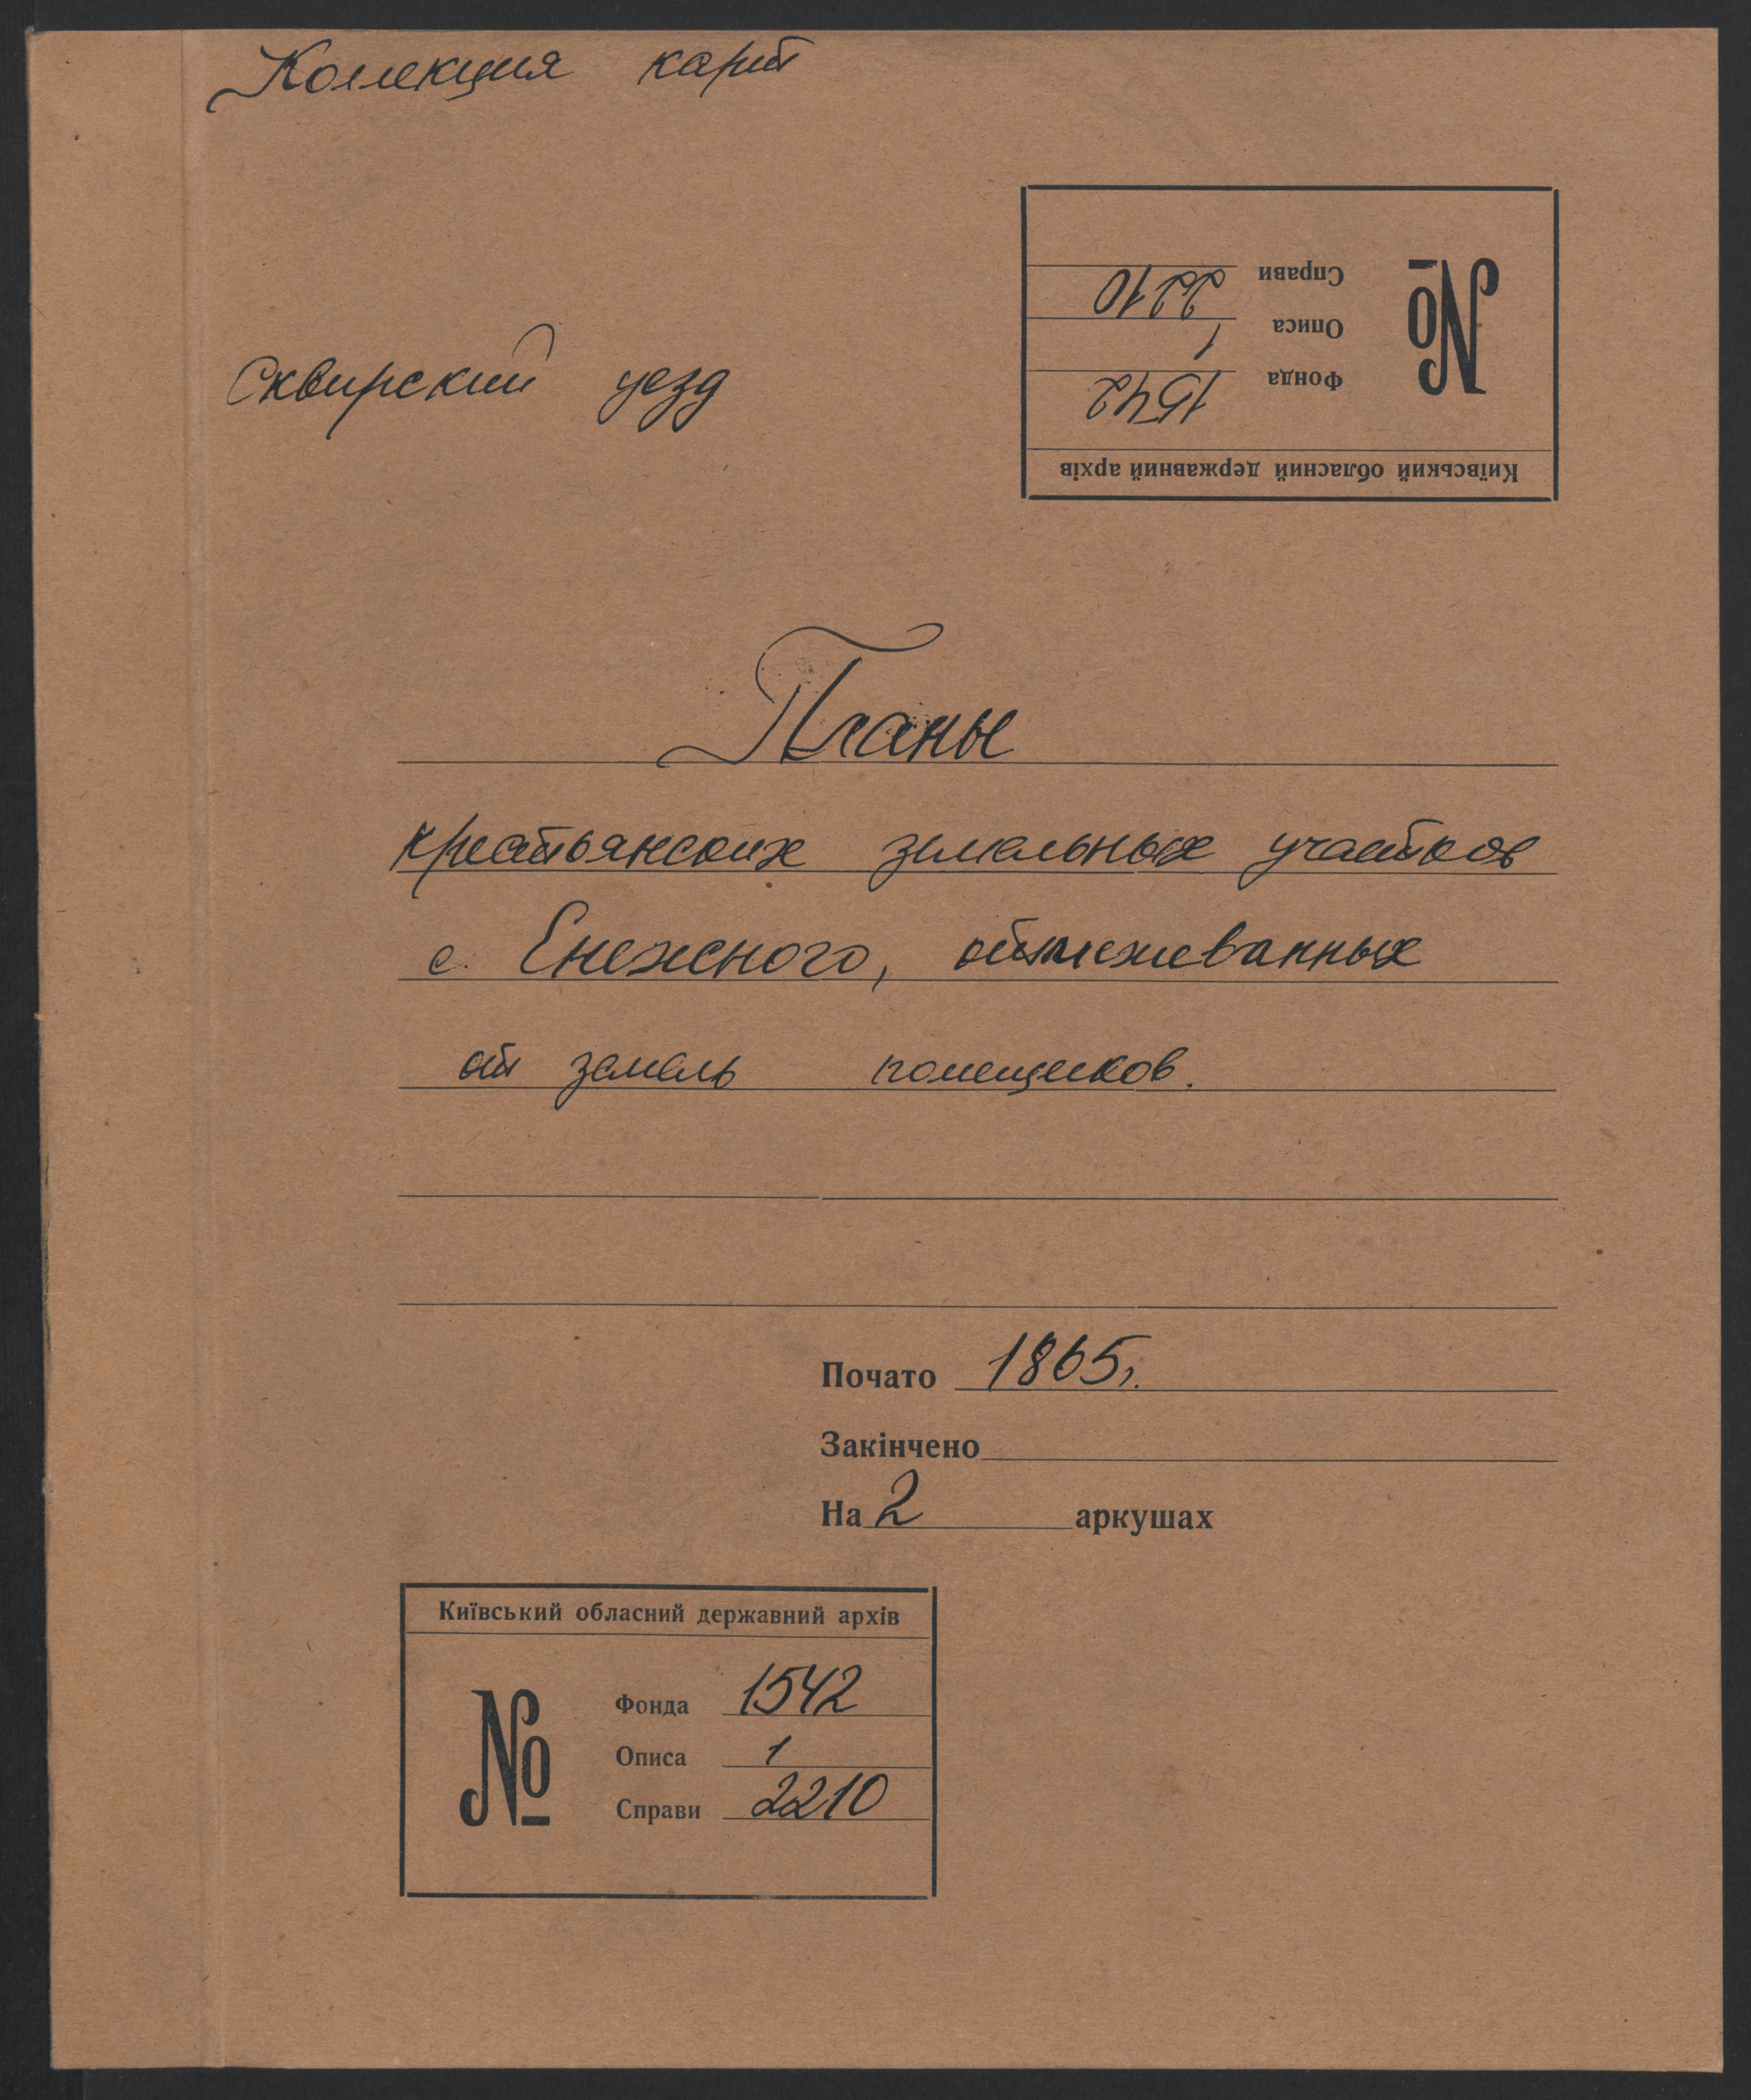 Коллекция карт
Сквирский уезд
Київський обласний державний архів
№
Фонда 1542
Описа 1
Справи 2210
Планы
крестьянских земельных участков
с. Енежного, отмежеванных
от земель помещиков.
Почато 1865г.
Закінчено
На 2 аркушах
Київський обласний державний архів
№
Фонда 1542
Описа 1
Справи 2210